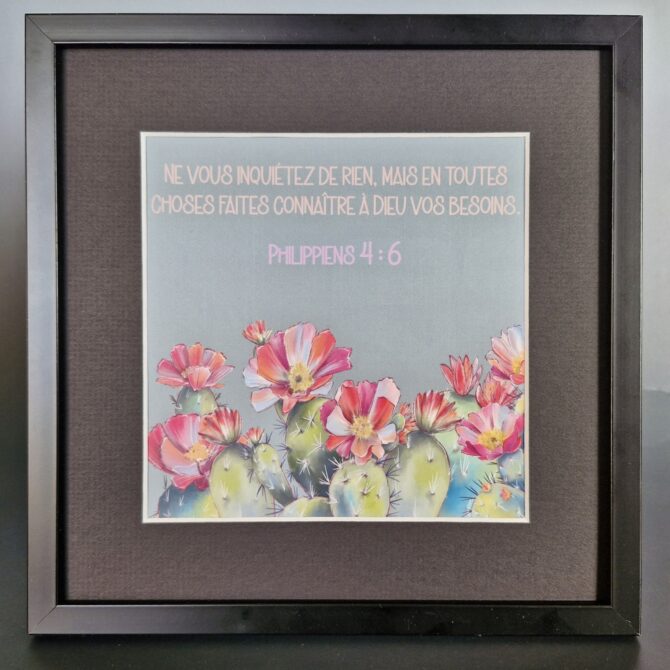 NE VOUS INQUIÉTEZ DE RIEN, MAIS EN TOUTES
CHOSES FAITES CONNAÎTRE À DIEU VOS BESOINS.
PHILIPPIENS 4 : 6